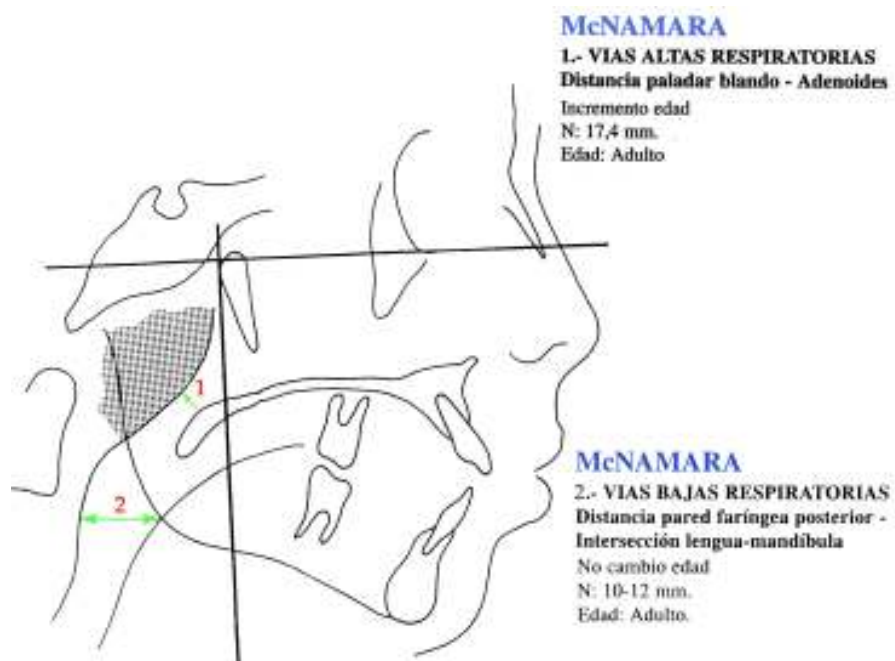 McNAMARA
1.- VIAS ALTAS RESPIRATORIAS
Distancia paladar blando - Adenoides
Incremento edad
N: 17,4 mm.
Edad: Adulto
1
2
McNAMARA
2.- VIAS BAJAS RESPIRATORIAS
Distancia pared faríngea posterior -
Intersección lengua-mandíbula
No cambio edad
N: 10-12 mm.
Edad: Adulto.